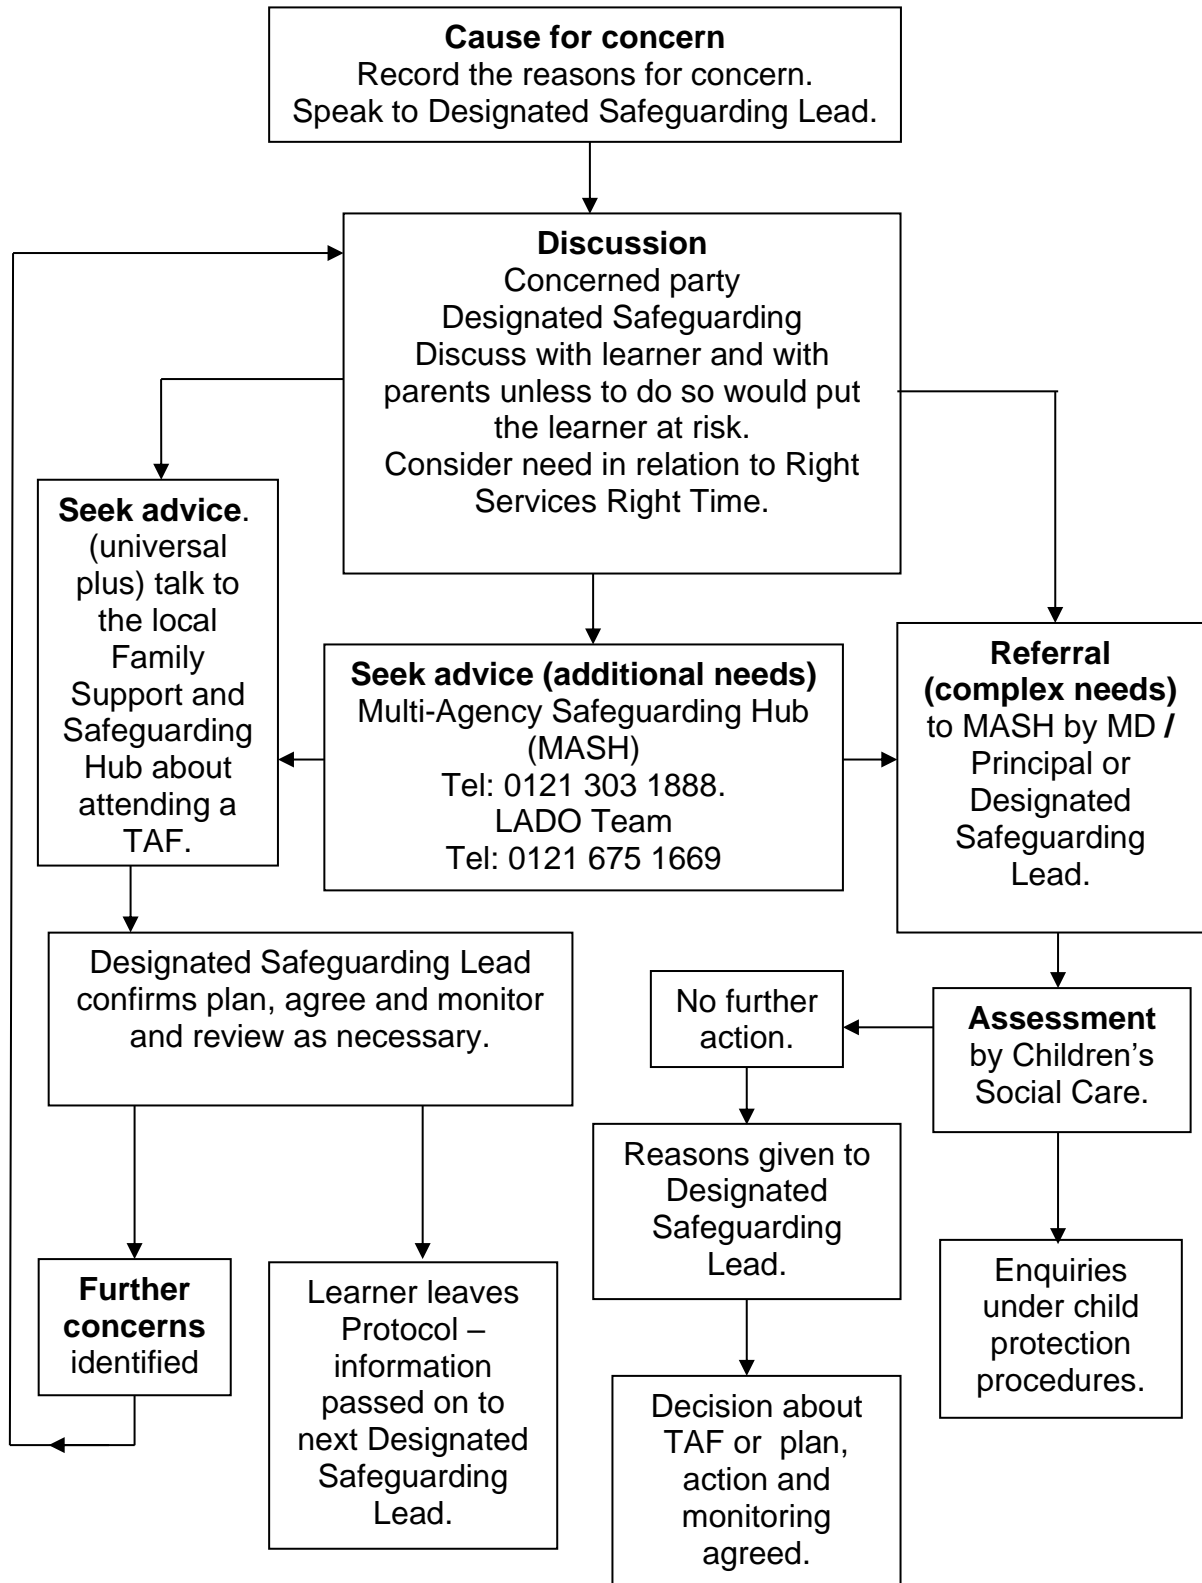 Cause for concern
Record the reasons for concern.
Speak to Designated Safeguarding Lead.
Discussion
Concerned party
Designated Safeguarding
Discuss with learner and with
parents unless to do so would put
the learner at risk.
Consider need in relation to Right
Services Right Time.
Seek advice.
(universal
plus) talk to
the local
Family
Support and
Safeguarding
Hub about
attending a
TAF.
Seek advice (additional needs)
Multi-Agency Safeguarding Hub
(MASH)
Tel: 0121 303 1888.
LADO Team
Tel: 0121 675 1669
Referral
(complex needs)
to MASH by MD /
Principal or
Designated
Safeguarding
Lead.
Designated Safeguarding Lead
confirms plan, agree and monitor
and review as necessary.
No further
action.
Assessment
by Children’s
Social Care.
Reasons given to
Designated
Safeguarding
Lead.
Enquiries
under child
protection
procedures.
Further
concerns
identified
Learner leaves
Protocol –
information
passed on to
next Designated
Safeguarding
Lead.
Decision about
TAF or plan,
action and
monitoring
agreed.